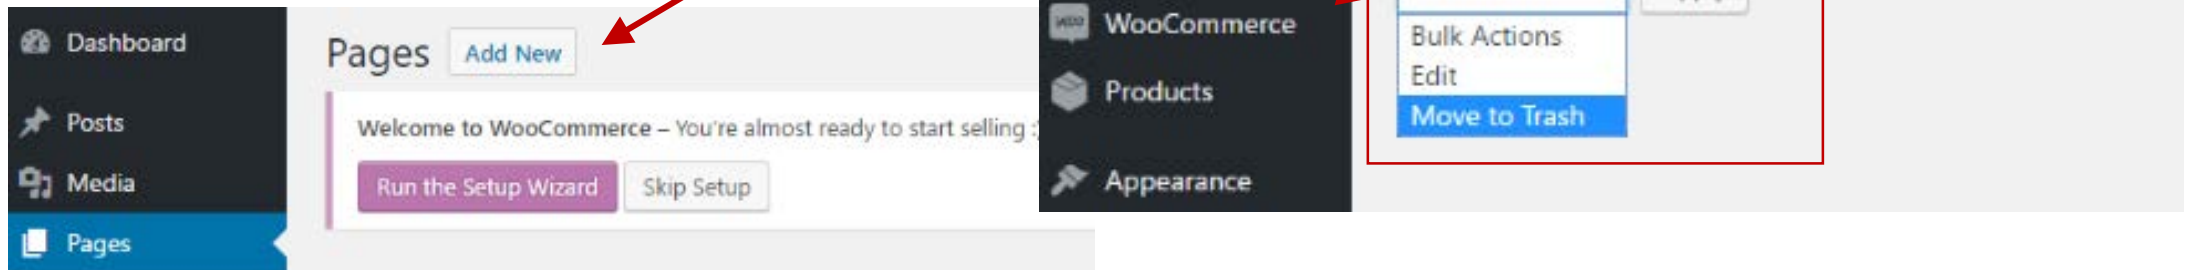 Dashboard
Posts
Media
Pages
Pages Add New
Welcome to WooCommerce – You're almost ready to start selling :
Run the Setup Wizard Skip Setup
WooCommerce
Products
Appearance
Bulk Actions
Edit
Move to Trash